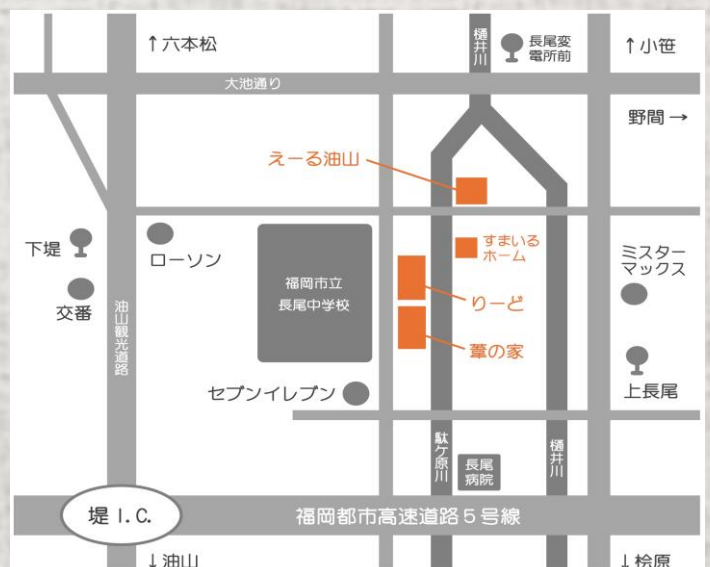 ↑六本松
樋井川
長尾変
電所前
↑小笹
大池通り
野間→
えーる油山
下堤
ローソン
交番
油山観光道路
福岡市立
長尾中学校
すまいる
ホーム
りーど
葦の家
ミスター
マックス
上長尾
セブンイレブン
駄ケ原川
長尾
病院
樋井川
堤 I.C.
福岡都市高速道路5号線
↓油山
↓桧原